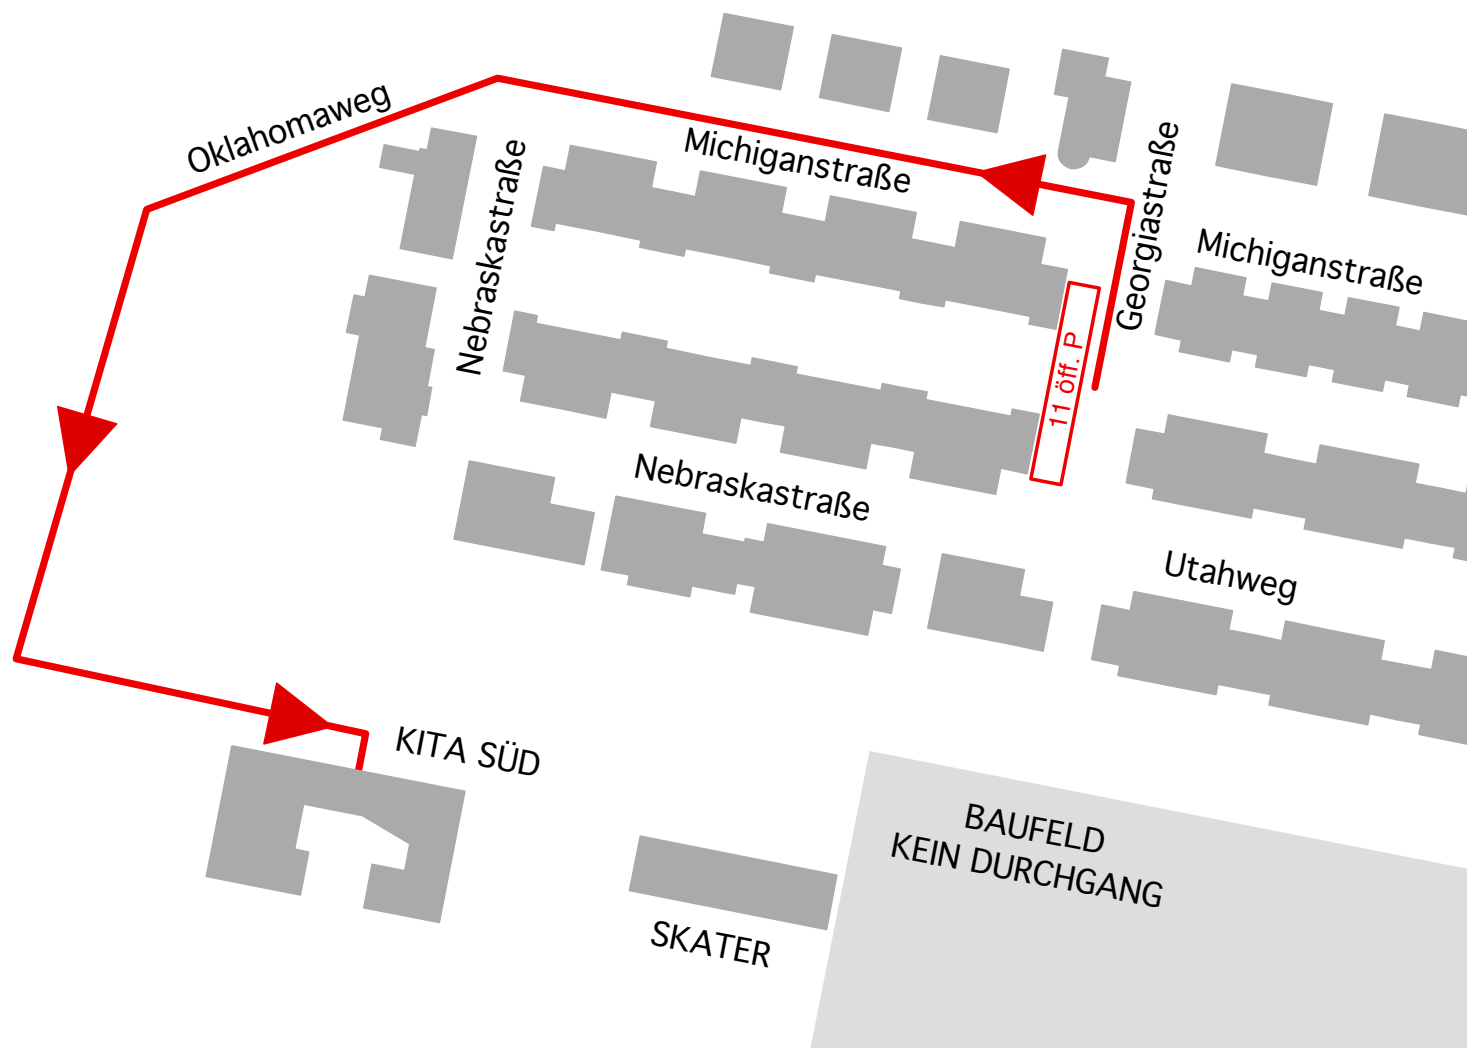 Oklahomaweg
Michiganstraße
Georgiastraße
Nebraskastraße
Michiganstraße
11 öff. P
Nebraskastraße
Utahweg
KITA SÜD
BAUFELD
KEIN DURCHGANG
SKATER